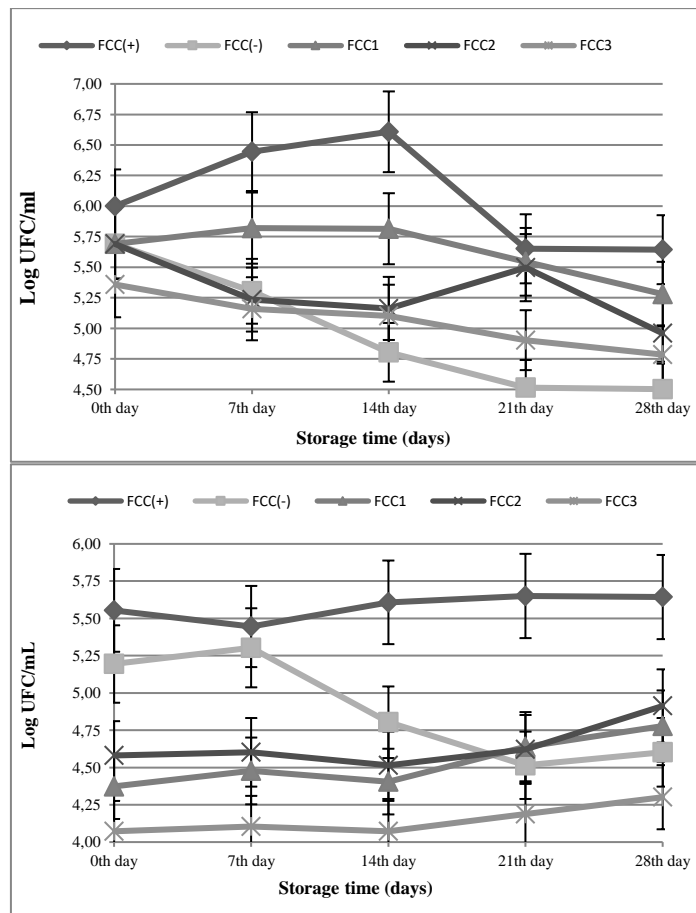 FCC(+) FCC(-) FCC1 FCC2 FCC3
7,00
6,75
6,50
6,25
6,00
5,75
5,50
5,25
5,00
4,75
4,50
Log UFC/ml
0th day 7th day 14th day 21th day 28th day
Storage time (days)
FCC(+) FCC(-) FCC1 FCC2 FCC3
6,00
5,75
5,50
5,25
5,00
4,75
4,50
4,25
4,00
Log UFC/mL
0th day 7th day 14th day 21th day 28th day
Storage time (days)